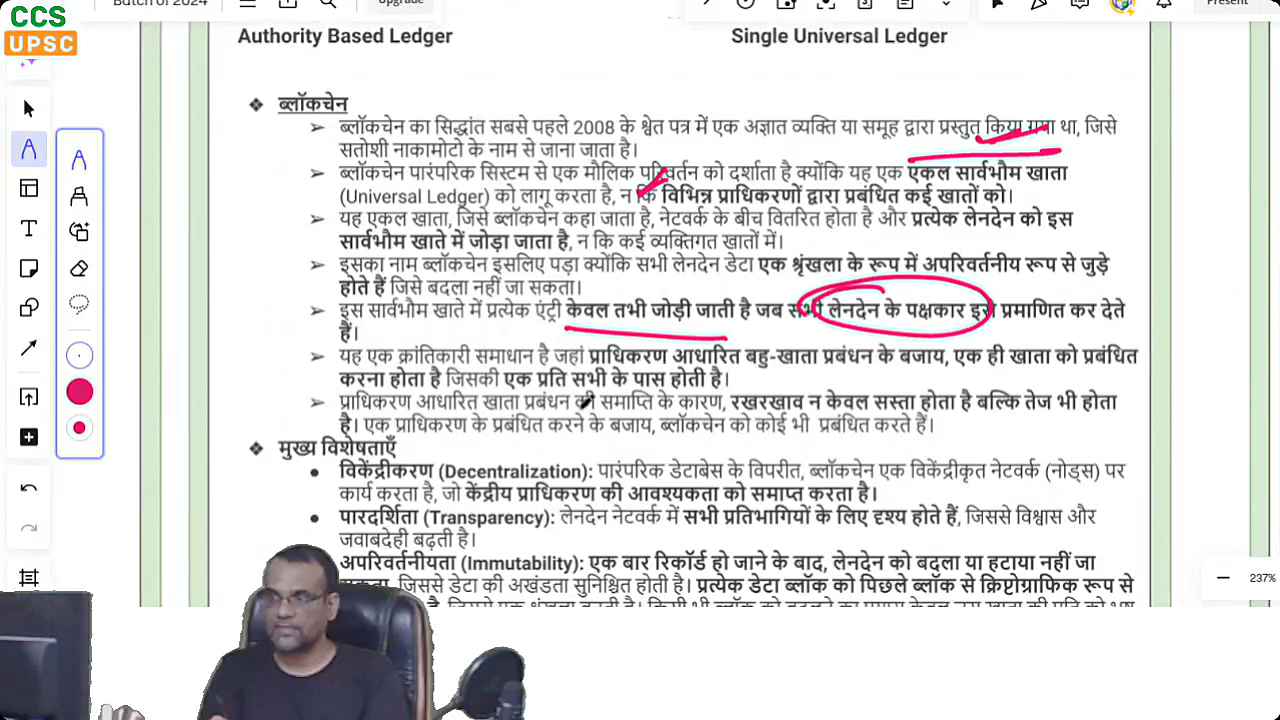 Batch of 2024
Upgrade
Present
CCS
UPSC
Authority Based Ledger
Single Universal Ledger
❖ ब्लॉकचेन
➢ ब्लॉकचेन का सिद्धांत सबसे पहले 2008 के श्वेत पत्र में एक अज्ञात व्यक्ति या समूह द्वारा प्रस्तुत किया गया था, जिसे
सतोशी नाकामोटो के नाम से जाना जाता है।
➢ ब्लॉकचेन पारंपरिक सिस्टम से एक मौलिक परिवर्तन को दर्शाता है क्योंकि यह एक एकल सार्वभौम खाता
(Universal Ledger) को लागू करता है, न कि विभिन्न प्राधिकरणों द्वारा प्रबंधित कई खातों को।
➢ यह एकल खाता, जिसे ब्लॉकचेन कहा जाता है, नेटवर्क के बीच वितरित होता है और प्रत्येक लेनदेन को इस
सार्वभौम खाते में जोड़ा जाता है, न कि कई व्यक्तिगत खातों में।
➢ इसका नाम ब्लॉकचेन इसलिए पड़ा क्योंकि सभी लेनदेन डेटा एक श्रृंखला के रूप में अपरिवर्तनीय रूप से जुड़े
होते हैं जिसे बदला नहीं जा सकता।
➢ इस सार्वभौम खाते में प्रत्येक एंट्री केवल तभी जोड़ी जाती है जब सभी लेनदेन के पक्षकार इसे प्रमाणित कर देते
हैं।
➢ यह एक क्रांतिकारी समाधान है जहां प्राधिकरण आधारित बहु-खाता प्रबंधन के बजाय, एक ही खाता को प्रबंधित
करना होता है जिसकी एक प्रति सभी के पास होती है।
➢ प्राधिकरण आधारित खाता प्रबंधन की समाप्ति के कारण, रखरखाव न केवल सस्ता होता है बल्कि तेज भी होता
है। एक प्राधिकरण के प्रबंधित करने के बजाय, ब्लॉकचेन को कोई भी प्रबंधित करते हैं।
❖ मुख्य विशेषताएँ
● विकेंद्रीकरण (Decentralization): पारंपरिक डेटाबेस के विपरीत, ब्लॉकचेन एक विकेंद्रीकृत नेटवर्क (नोड्स) पर
कार्य करता है, जो केंद्रीय प्राधिकरण की आवश्यकता को समाप्त करता है।
● पारदर्शिता (Transparency): लेनदेन नेटवर्क में सभी प्रतिभागियों के लिए दृश्य होते हैं, जिससे विश्वास और
जवाबदेही बढ़ती है।
अपरिवर्तनीयता (Immutability): एक बार रिकॉर्ड हो जाने के बाद, लेनदेन को बदला या हटाया नहीं जा
जिससे डेटा की अखंडता सुनिश्चित होती है। प्रत्येक डेटा ब्लॉक को पिछले ब्लॉक से क्रिप्टोग्राफिक रूप से
237%